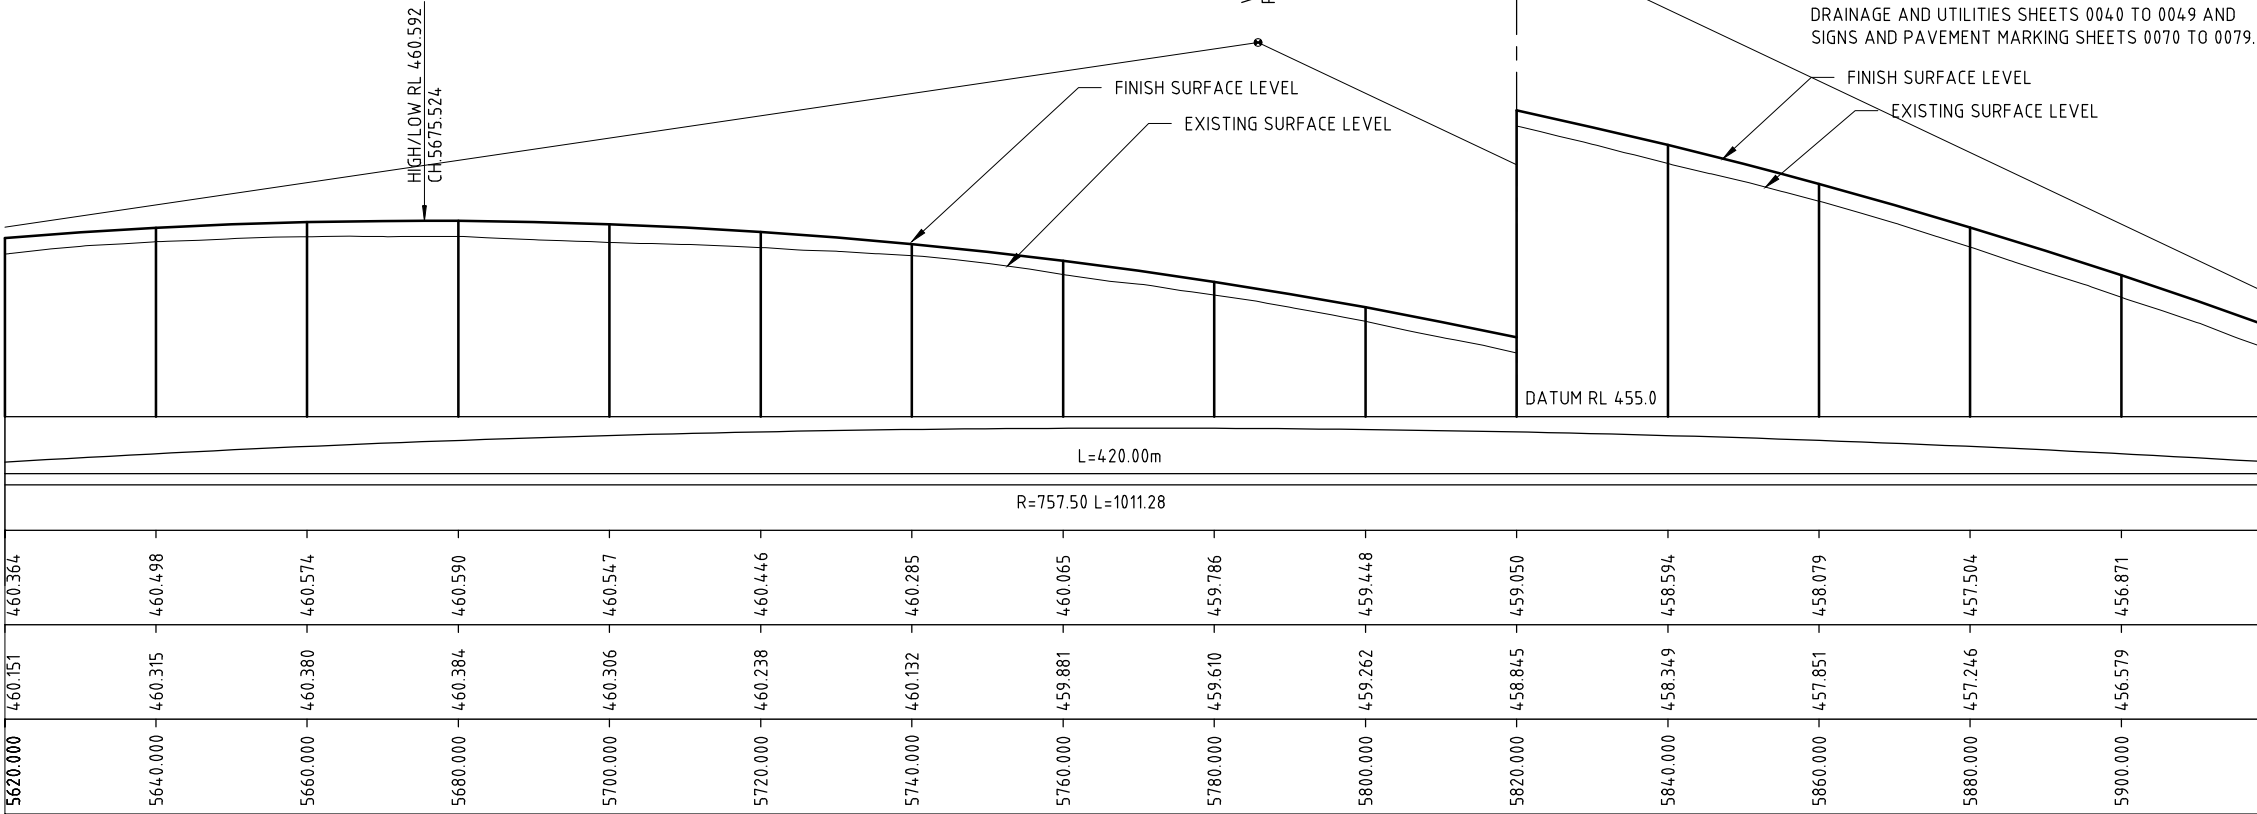 DRAINAGE AND UTILITIES SHEETS 0040 TO 0049 AND
SIGNS AND PAVEMENT MARKING SHEETS 0070 TO 0079.
HIGH/LOW RL 460.592
CH.5675.524
FINISH SURFACE LEVEL
EXISTING SURFACE LEVEL
FINISH SURFACE LEVEL
EXISTING SURFACE LEVEL
DATUM RL 455.0
L=420.00m
R=757.50 L=1011.28
460.364 460.498 460.574 460.590 460.547 460.446 460.285 460.065 459.786 459.448 459.050 458.594 458.079 457.504 456.871
460.151 460.315 460.380 460.384 460.306 460.238 460.132 459.881 459.610 459.262 458.845 458.349 457.851 457.246 456.579
5620.000 5640.000 5660.000 5680.000 5700.000 5720.000 5740.000 5760.000 5780.000 5800.000 5820.000 5840.000 5860.000 5880.000 5900.000